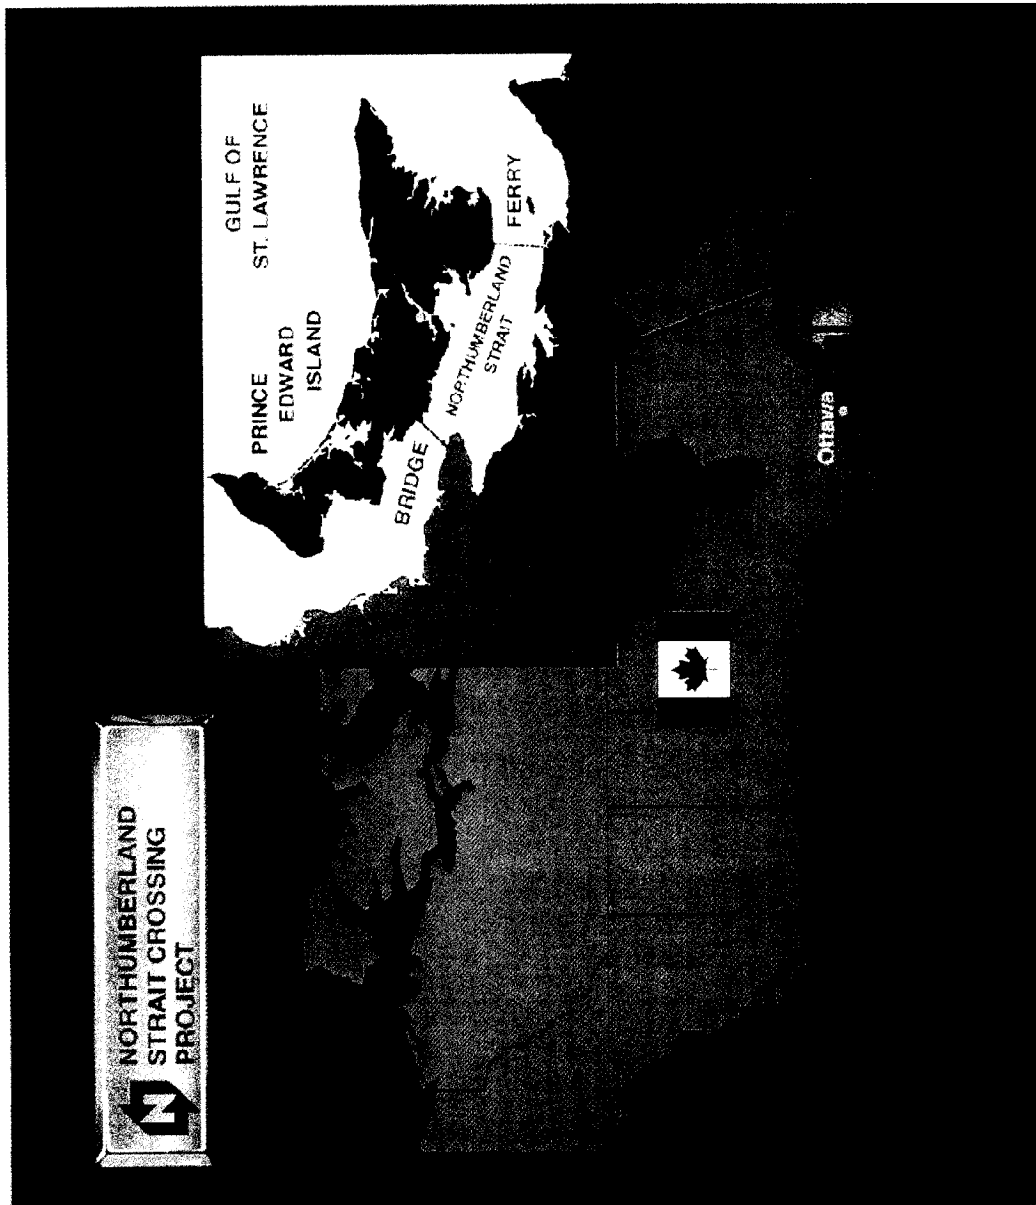 N
NORTHUMBERLAND
STRAIT CROSSING
PROJECT
GULF OF
ST. LAWRENCE
PRINCE
EDWARD
ISLAND
BRIDGE
NORTHUMBERLAND
STRAIT
FERRY
Ottawa